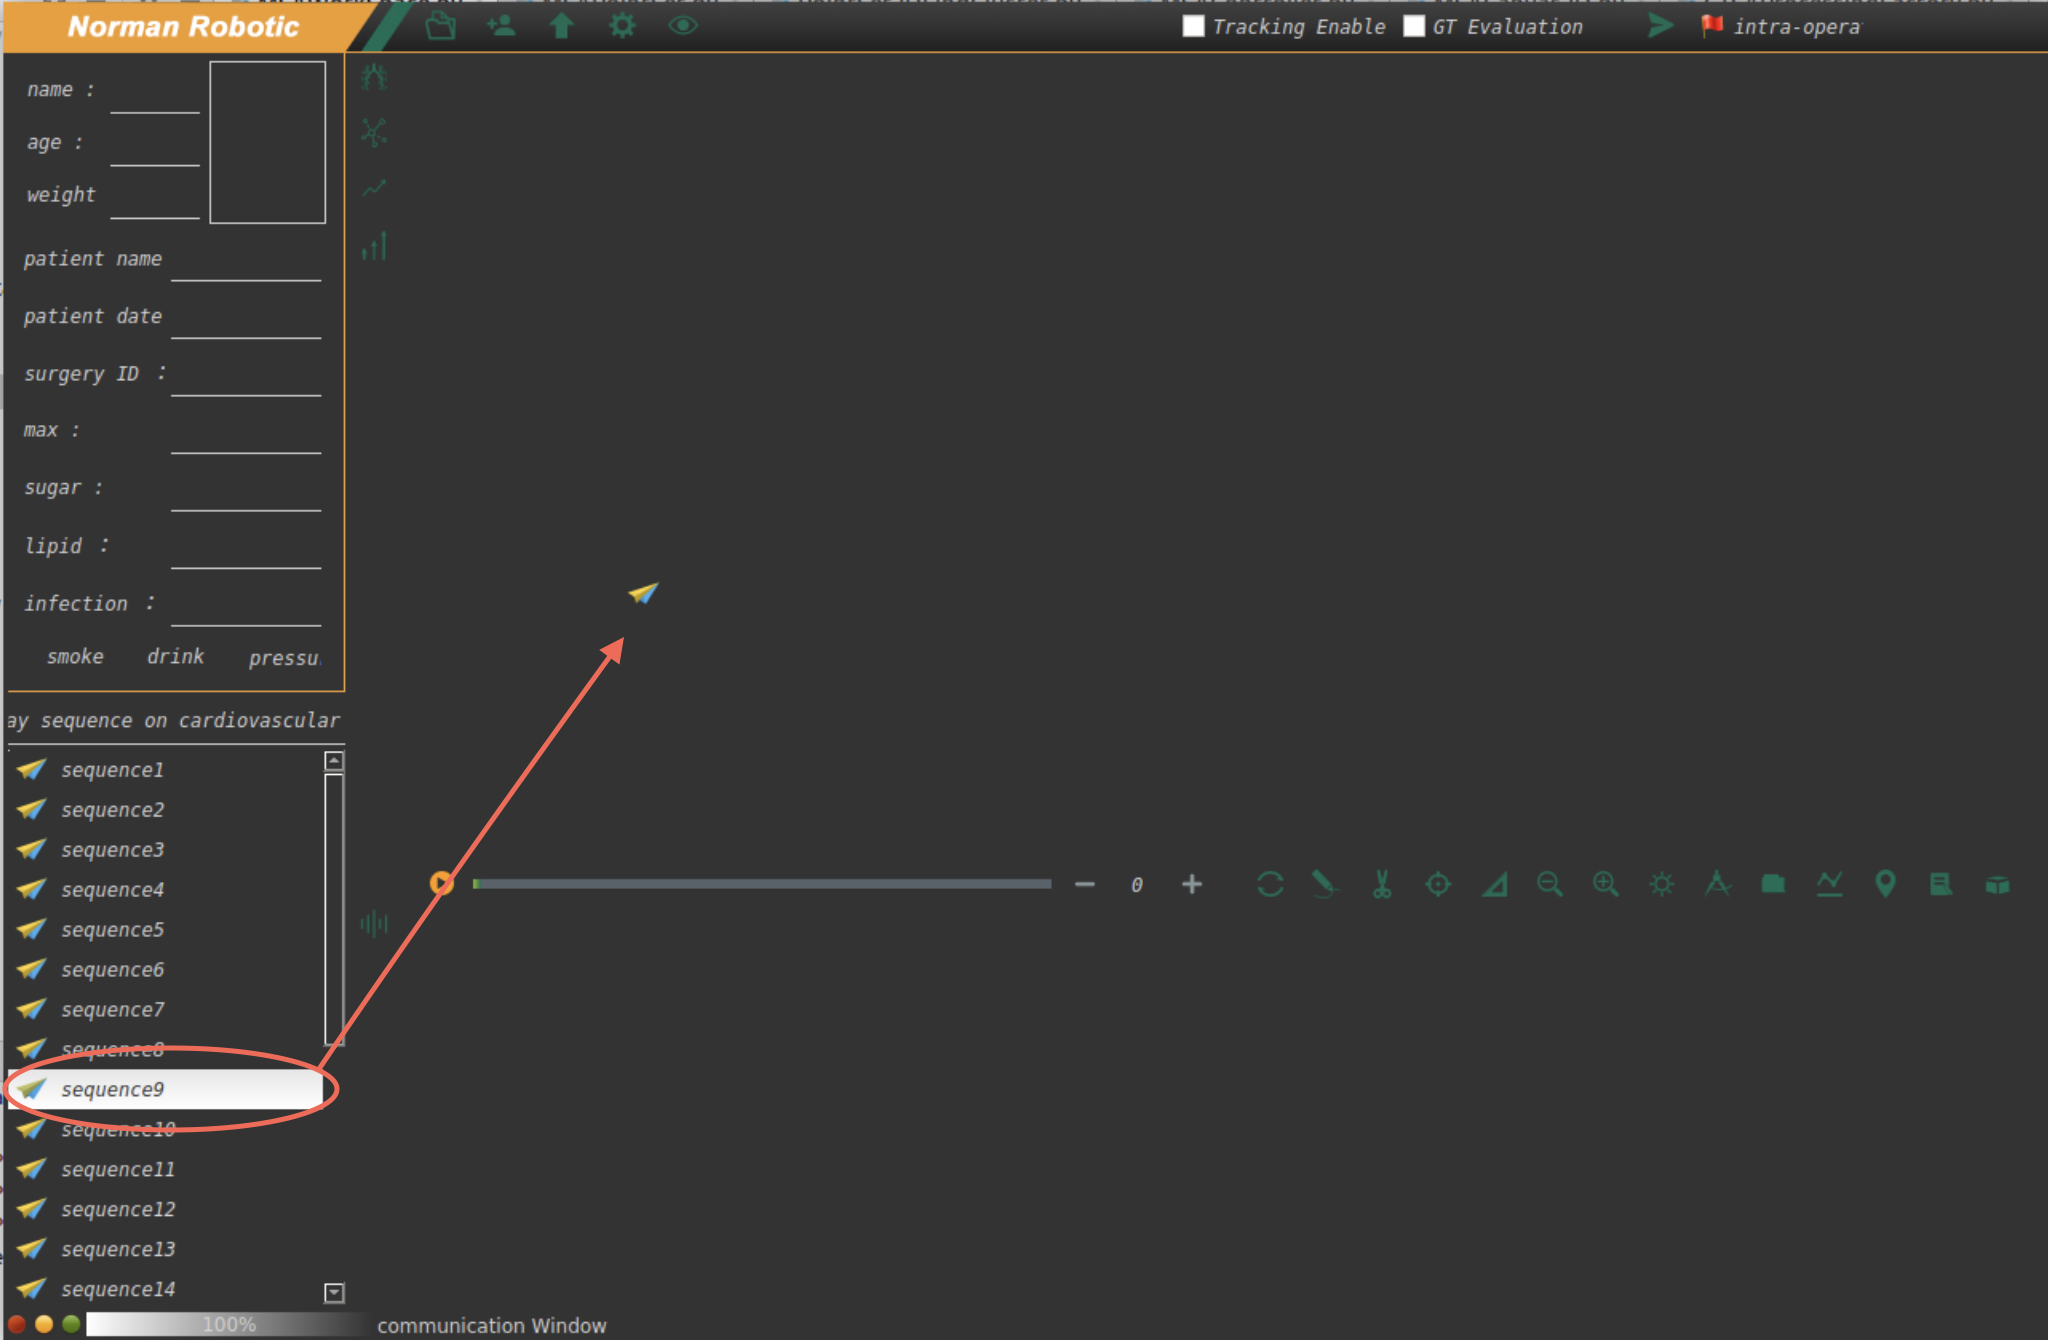 Norman Robotic
Tracking Enable
GT Evaluation
intra-opera
name :
age :
weight
patient name
patient date
surgery ID :
max :
sugar :
lipid :
infection :
smoke drink pressu
ay sequence on cardiovascular
sequence1
sequence2
sequence3
sequence4
sequence5
sequence6
sequence7
sequence8
sequence9
sequence10
sequence11
sequence12
sequence13
sequence14
0
100%
communication Window